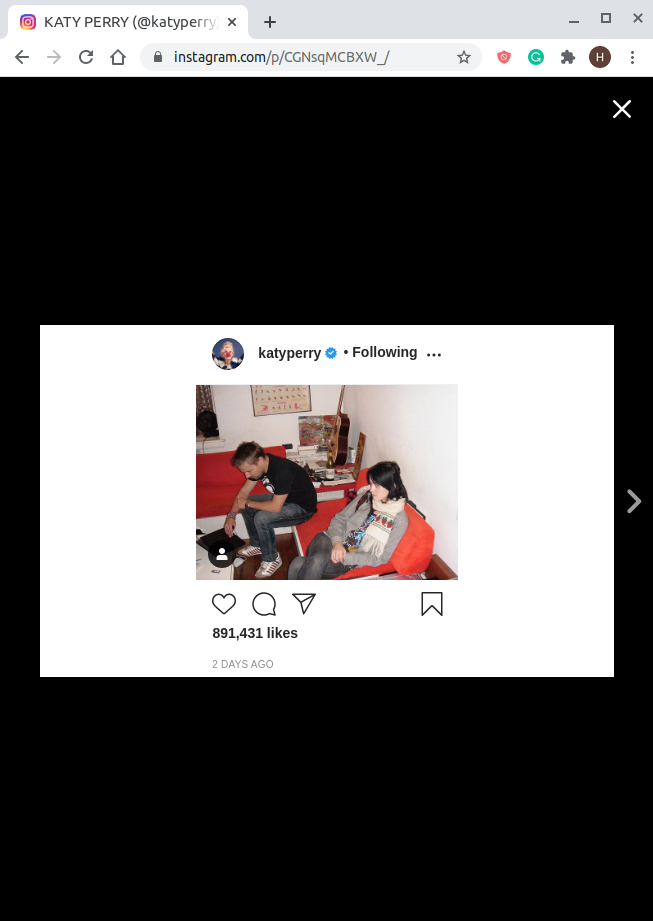 KATY PERRY (@katyperry)
instagram.com/p/CGNsqMCBXW_/
H
katyperry • Following
891,431 likes
2 DAYS AGO